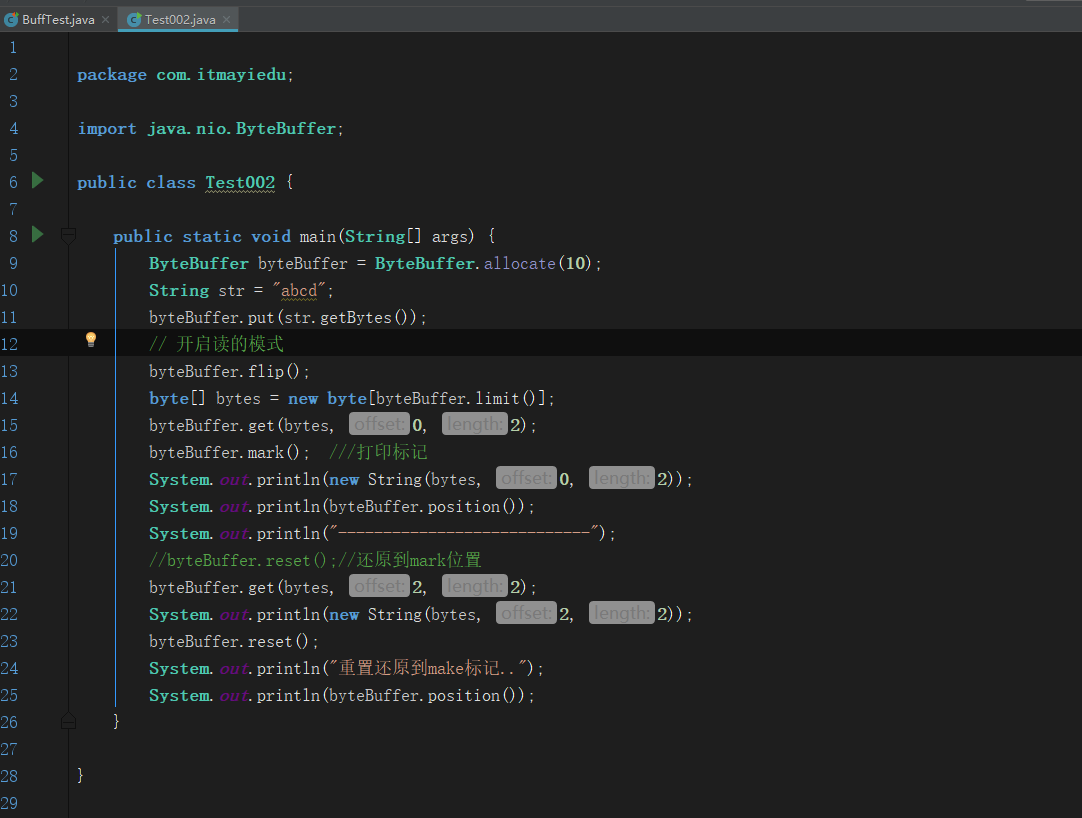 BuffTest.java × Test002.java ×
1
2 package com.itmayiedu;
3
4 import java.nio.ByteBuffer;
5
6 public class Test002 {
7
8 public static void main(String[] args) {
9 ByteBuffer byteBuffer = ByteBuffer.allocate(10);
10 String str = "abcd";
11 byteBuffer.put(str.getBytes());
12 // 开启读的模式
13 byteBuffer.flip();
14 byte[] bytes = new byte[byteBuffer.limit()];
15 byteBuffer.get(bytes, offset: 0, length: 2);
16 byteBuffer.mark(); ///打印标记
17 System.out.println(new String(bytes, offset: 0, length: 2));
18 System.out.println(byteBuffer.position());
19 System.out.println("----------------------------");
20 //byteBuffer.reset();//还原到mark位置
21 byteBuffer.get(bytes, offset: 2, length: 2);
22 System.out.println(new String(bytes, offset: 2, length: 2));
23 byteBuffer.reset();
24 System.out.println("重置还原到make标记..");
25 System.out.println(byteBuffer.position());
26 }
27
28 }
29